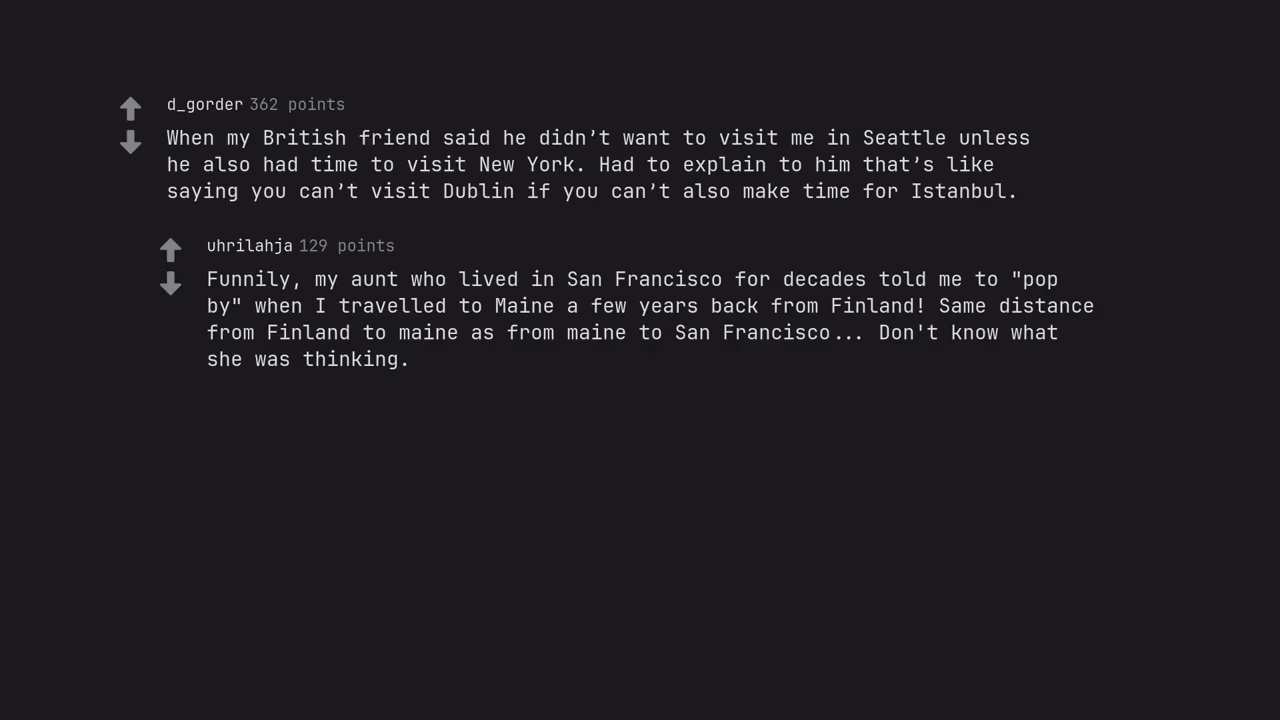 d_gorder 362 points
When my British friend said he didn’t want to visit me in Seattle unless
he also had time to visit New York. Had to explain to him that’s like
saying you can’t visit Dublin if you can’t also make time for Istanbul.
uhrilahja 129 points
Funnily, my aunt who lived in San Francisco for decades told me to "pop
by" when I travelled to Maine a few years back from Finland! Same distance
from Finland to maine as from maine to San Francisco... Don't know what
she was thinking.